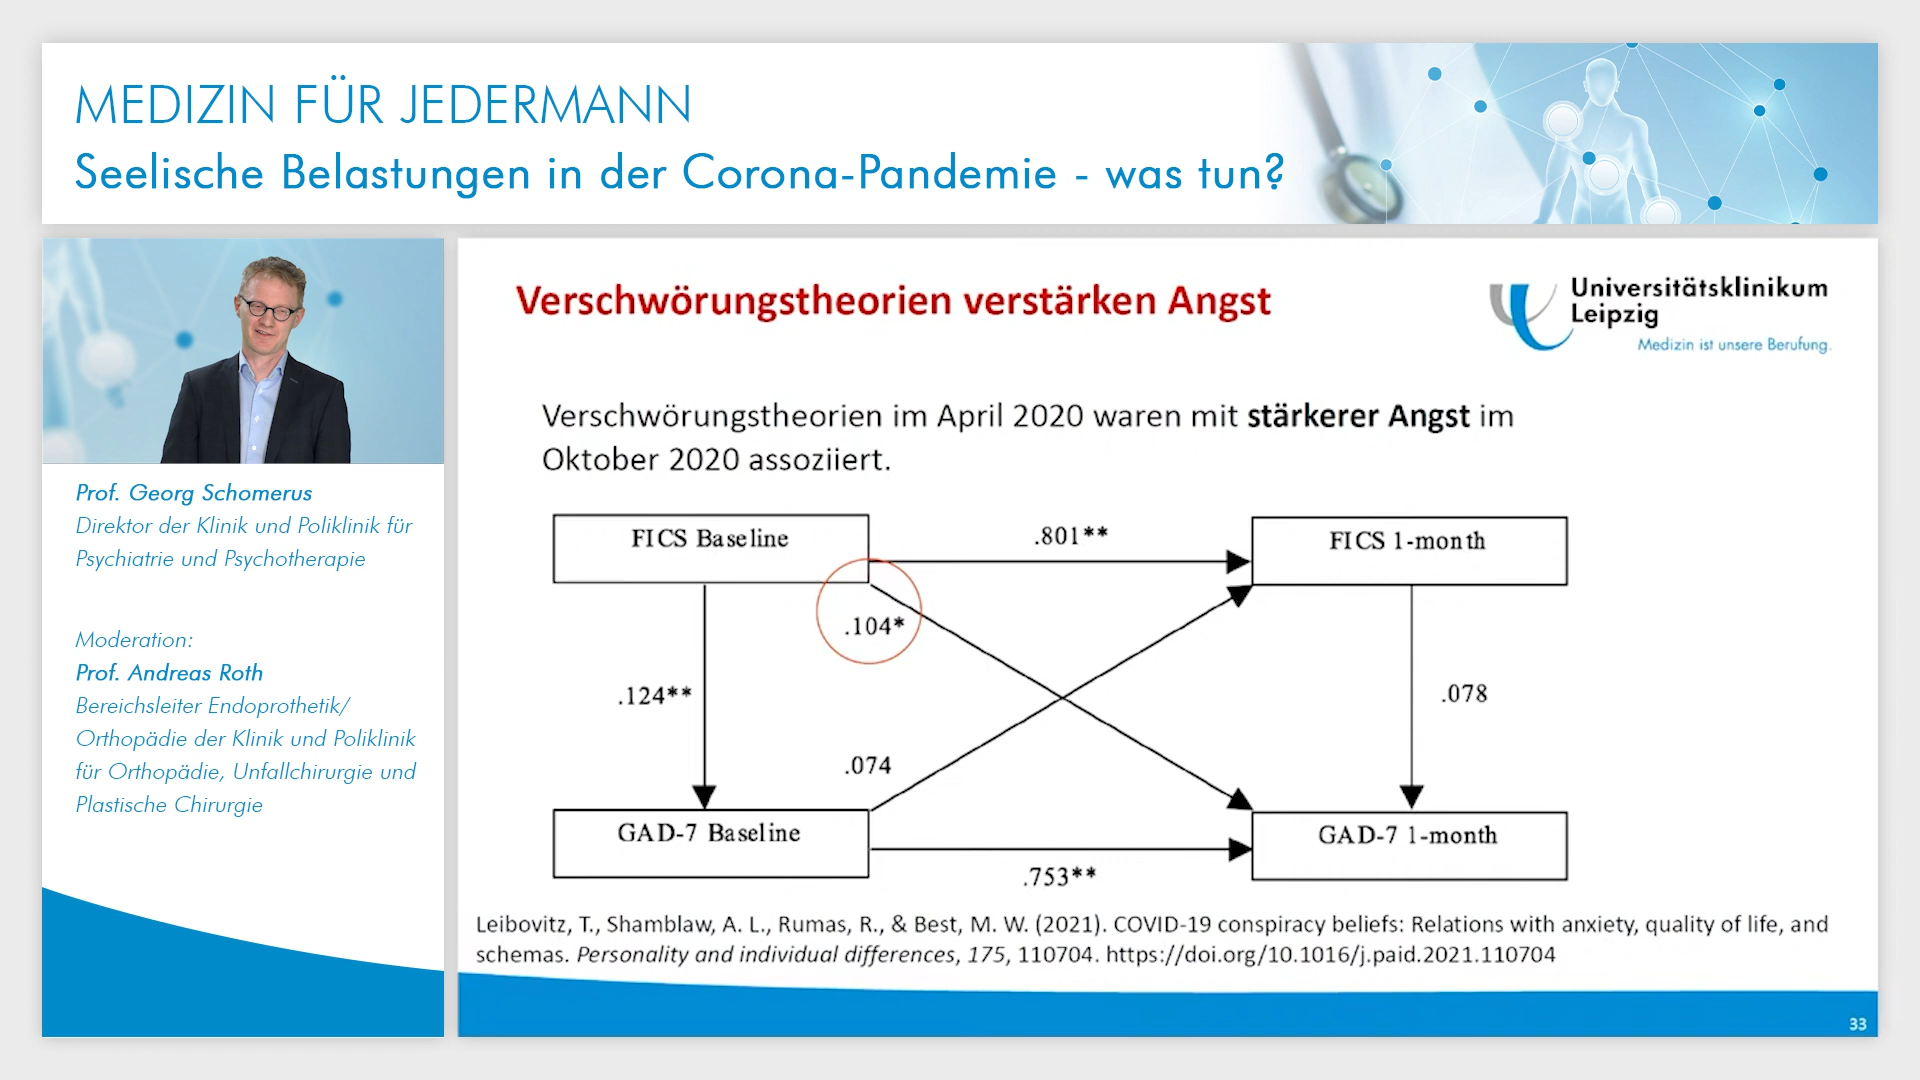 MEDIZIN FÜR JEDERMANN
Seelische Belastungen in der Corona-Pandemie - was tun?
Prof. Georg Schomerus
Direktor der Klinik und Poliklinik für
Psychiatrie und Psychotherapie
Moderation:
Prof. Andreas Roth
Bereichsleiter Endoprothetik/
Orthopädie der Klinik und Poliklinik
für Orthopädie, Unfallchirurgie und
Plastische Chirurgie
Verschwörungstheorien verstärken Angst
Universitätsklinikum
Leipzig
Medizin ist unsere Berufung.
Verschwörungstheorien im April 2020 waren mit stärkerer Angst im
Oktober 2020 assoziiert.
FICS Baseline
.801**
FICS 1-month
.104*
.124**
.078
.074
GAD-7 Baseline
GAD-7 1-month
.753**
Leibovitz, T., Shamblaw, A. L., Rumas, R., & Best, M. W. (2021). COVID-19 conspiracy beliefs: Relations with anxiety, quality of life, and
schemas. Personality and individual differences, 175, 110704. https://doi.org/10.1016/j.paid.2021.110704
33